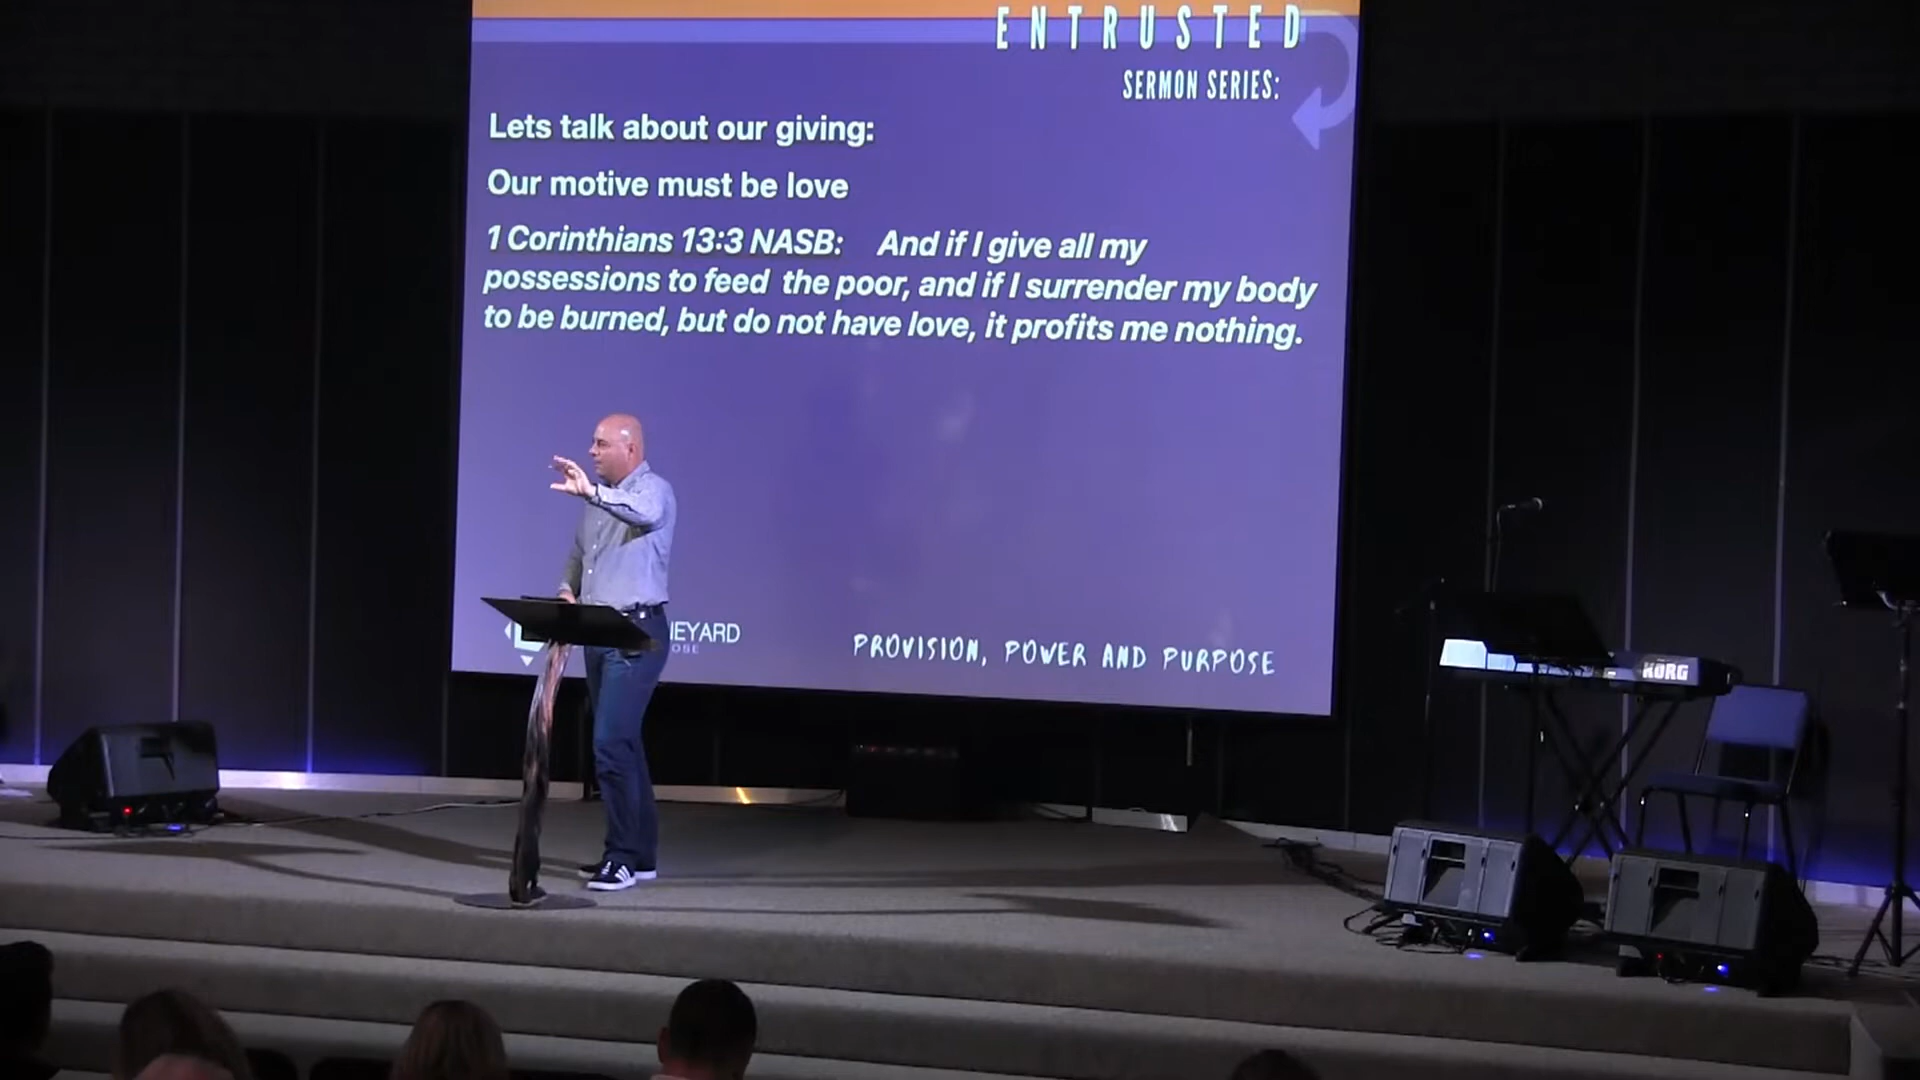 ENTRUSTED
SERMON SERIES:
Lets talk about our giving:
Our motive must be love
1 Corinthians 13:3 NASB: And if I give all my
possessions to feed the poor, and if I surrender my body
to be burned, but do not have love, it profits me nothing.
PROVISION, POWER AND PURPOSE
KORG